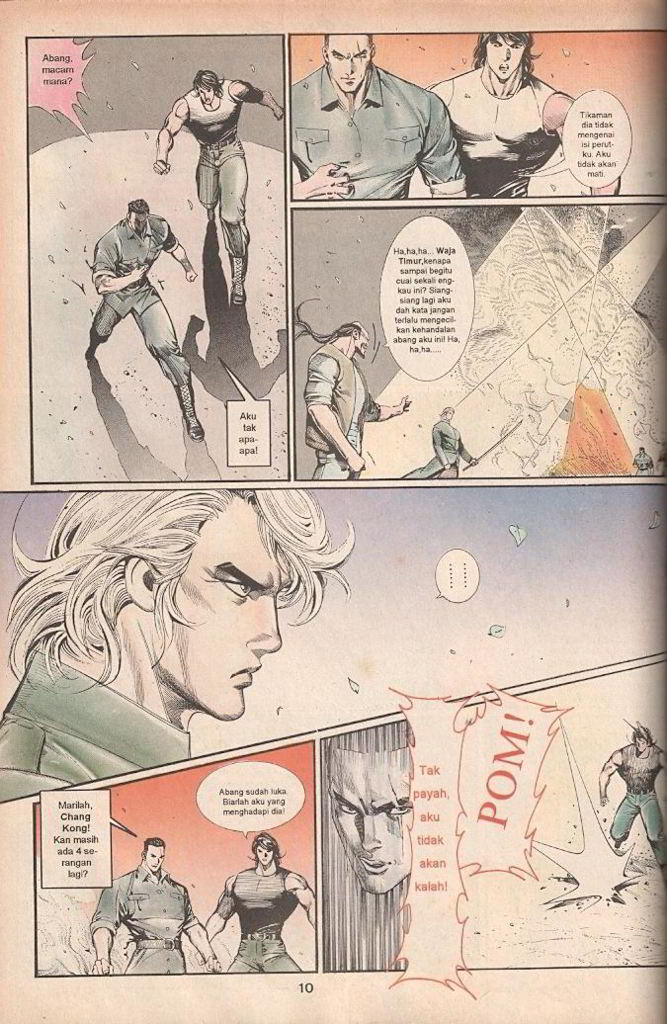 Abang,
macam
mana?
Aku
tak
apa-
apa!
Tikaman
dia tidak
mengenai
isi perut-
ku. Aku
tidak akan
mati.
Ha,ha,ha... Waja
Timur,kenapa
sampai begitu
cuai sekali eng-
kau ini? Siang-
siang lagi aku
dah kata jangan
terlalu mengecil-
kan kehandalan
abang aku ini! Ha,
ha,ha.....
Marilah,
Chang
Kong!
Kan masih
ada 4 se-
rangan
lagi?
Abang sudah luka.
Biarlah aku yang
menghadapi dia!
Tak
payah,
aku
tidak
akan
kalah!
POM!
10